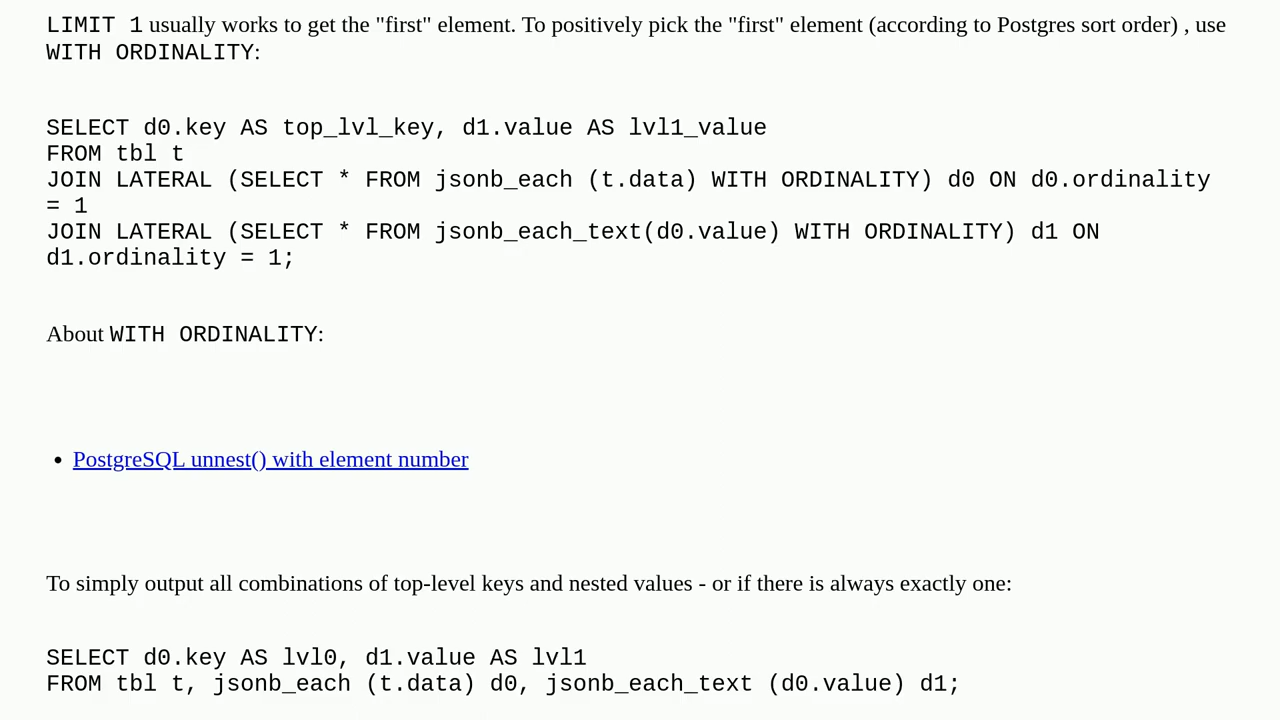 LIMIT 1 usually works to get the "first" element. To positively pick the "first" element (according to Postgres sort order) , use
WITH ORDINALITY:
SELECT d0.key AS top_lvl_key, d1.value AS lvl1_value
FROM tbl t
JOIN LATERAL (SELECT * FROM jsonb_each (t.data) WITH ORDINALITY) d0 ON d0.ordinality
= 1
JOIN LATERAL (SELECT * FROM jsonb_each_text(d0.value) WITH ORDINALITY) d1 ON
d1.ordinality = 1;
About WITH ORDINALITY:
• PostgreSQL unnest() with element number
To simply output all combinations of top-level keys and nested values - or if there is always exactly one:
SELECT d0.key AS lvl0, d1.value AS lvl1
FROM tbl t, jsonb_each (t.data) d0, jsonb_each_text (d0.value) d1;